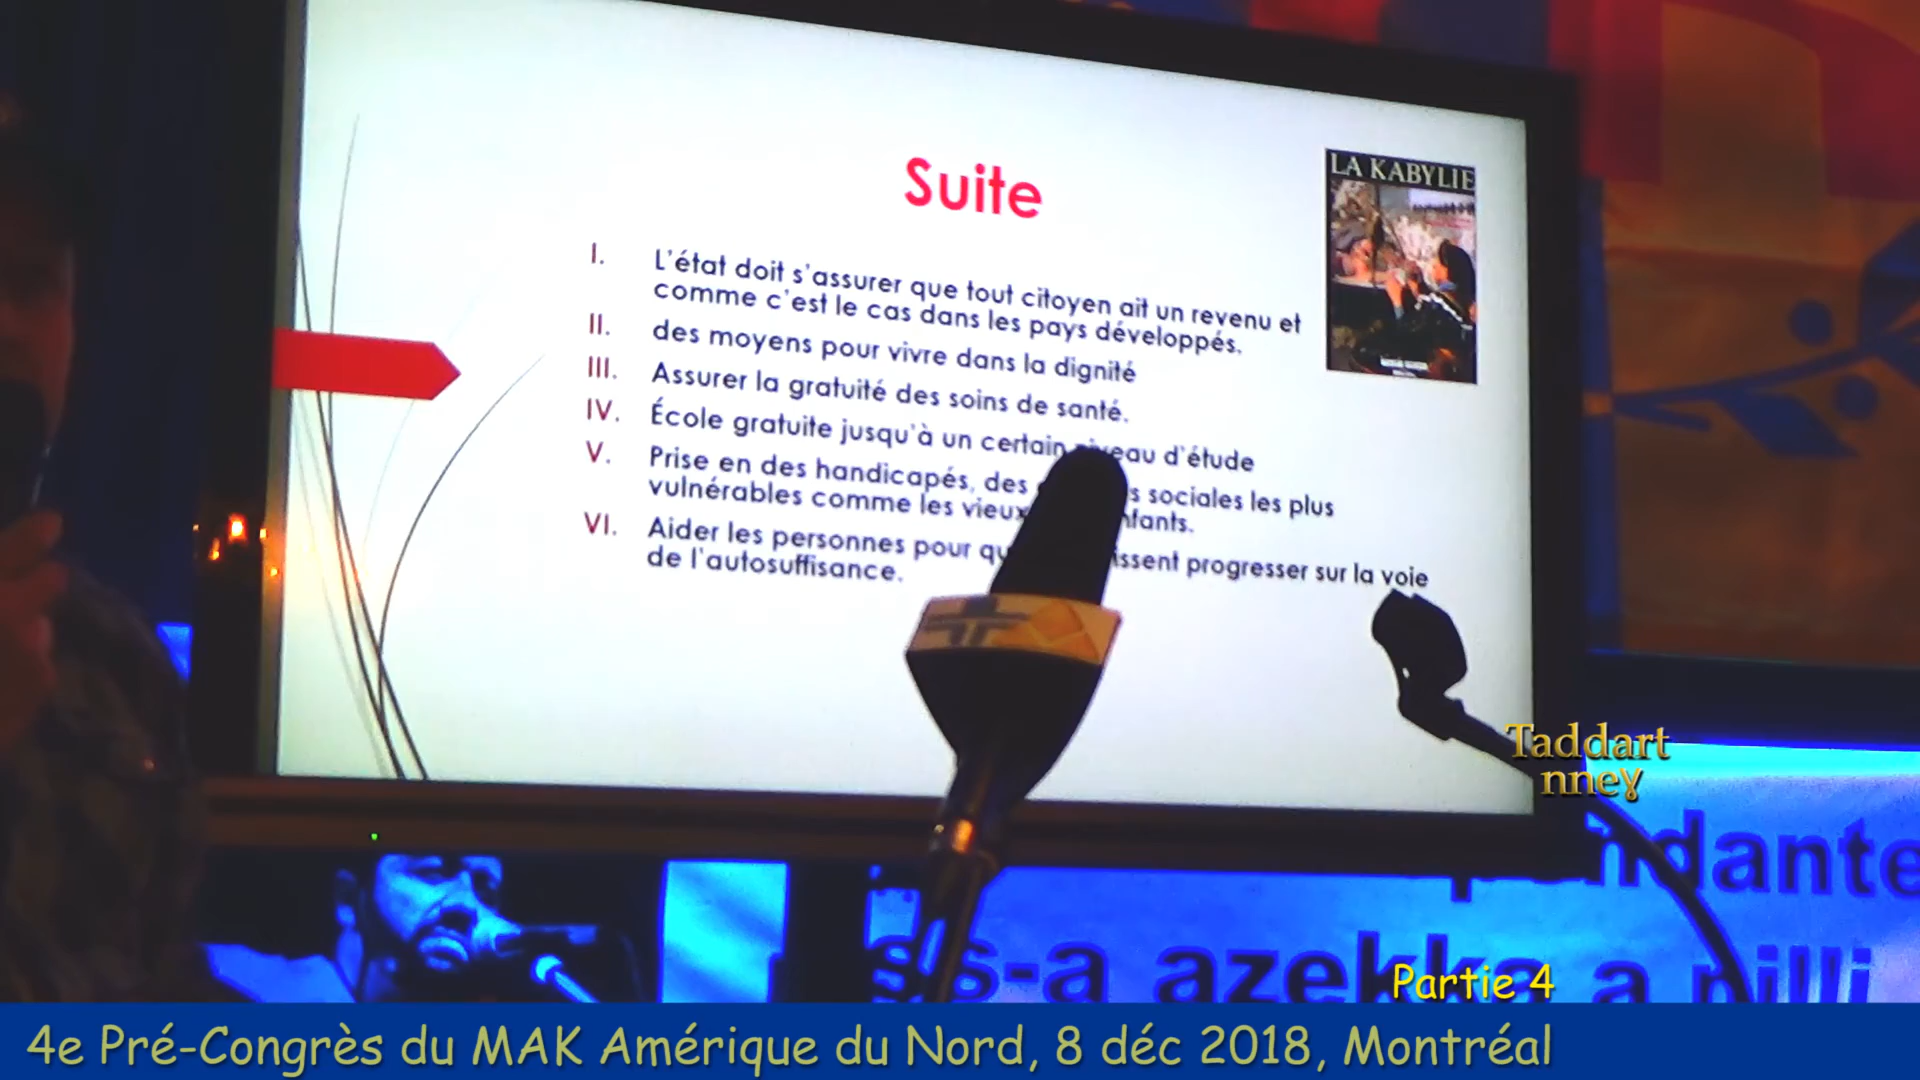 Suite
LA KABYLIE
I. L'état doit s'assurer que tout citoyen ait un revenu et
comme c'est le cas dans les pays développés.
II. des moyens pour vivre dans la dignité
III. Assurer la gratuité des soins de santé.
IV. École gratuite jusqu'à un certain niveau d'étude
V. Prise en des handicapés, des sociales les plus
vulnérables comme les vieux
VI. Aider les personnes pour progresser sur la voie
de l'autosuffisance.
Taddart
nneɣ
azekka a
Partie 4
4e Pré-Congrès du MAK Amérique du Nord, 8 déc 2018, Montréal